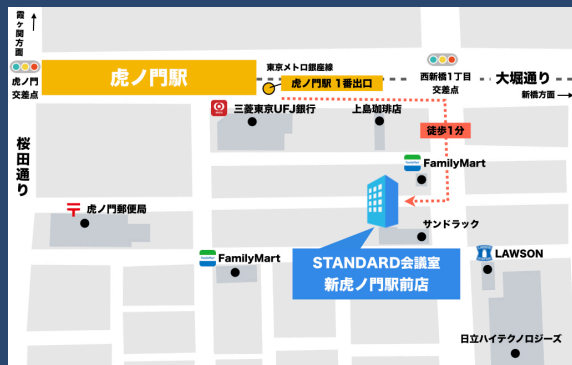 霞ヶ関方面
虎ノ門
交差点
虎ノ門駅
東京メトロ銀座線
虎ノ門駅 1番出口
西新橋1丁目
交差点
大堀通り
新橋方面
三菱東京UFJ銀行
上島珈琲店
徒歩1分
桜田通り
FamilyMart
虎ノ門郵便局
サンドラック
FamilyMart
STANDARD会議室
新虎ノ門駅前店
LAWSON
日立ハイテクノロジーズ